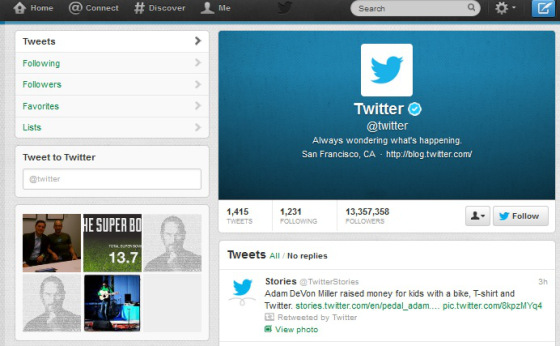 Home @ Connect # Discover Me Search
Tweets
Following
Followers
Favorites
Lists
Tweet to Twitter
@twitter
THE SUPER BO
TOTAL
13.7
Twitter
@twitter
Always wondering what's happening.
San Francisco, CA · http://blog.twitter.com/
1,415 1,231 13,357,358
TWEETS FOLLOWING FOLLOWERS
Follow
Tweets All / No replies
Stories @TwitterStories 3h
Adam DeVon Miller raised money for kids with a bike, T-shirt and
Twitter: stories.twitter.com/en/pedal_adam.... pic.twitter.com/8kpzMYq4
Retweeted by Twitter
View photo